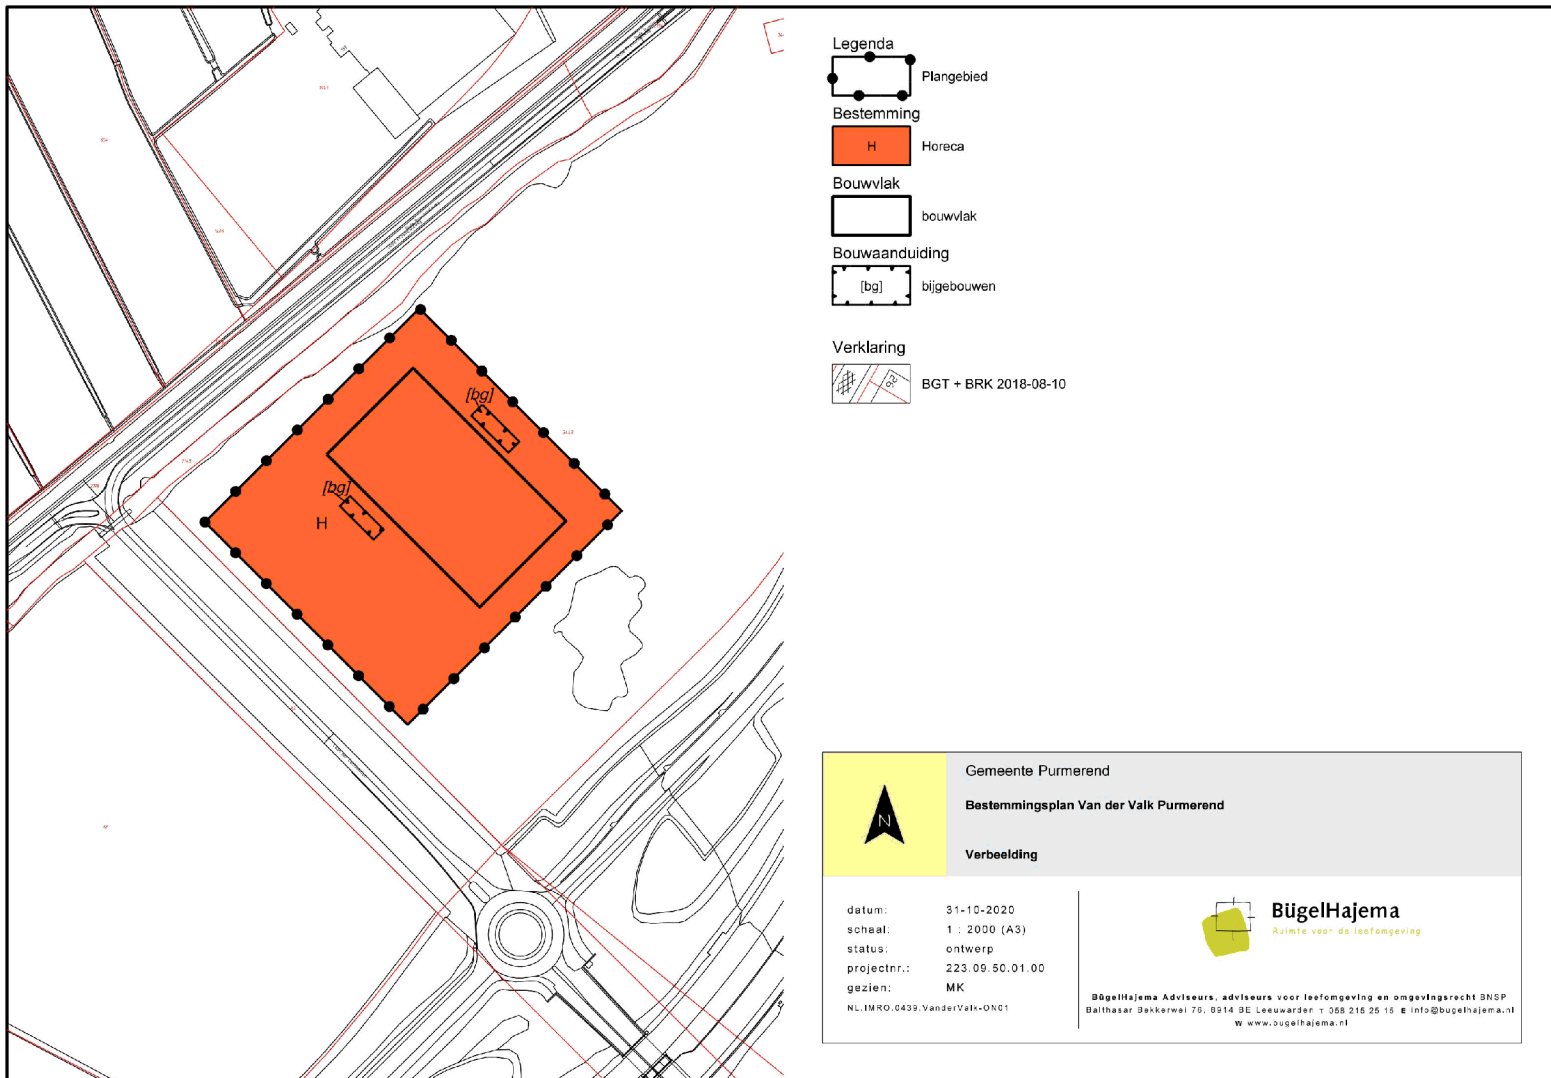 [bg]
[bg]
H
Legenda
Plangebied
Bestemming
H
Horeca
Bouwvlak
bouwvlak
Bouwaanduiding
[bg]
bijgebouwen
Verklaring
BGT + BRK 2018-08-10
N
Gemeente Purmerend
Bestemmingsplan Van der Valk Purmerend
Verbeelding
datum: 31-10-2020
schaal: 1 : 2000 (A3)
status: ontwerp
projectnr.: 223.09.50.01.00
gezien: MK
NL.IMRO.0439.VanderValk-ON01
BügelHajema
Ruimte voor de leefomgeving
BügelHajema Adviseurs, adviseurs voor leefomgeving en omgevingsrecht BNSP
Balthasar Bekkerwei 76, 8914 BE Leeuwarden T 058 215 25 15 E info@bugelhajema.nl
W www.bugelhajema.nl